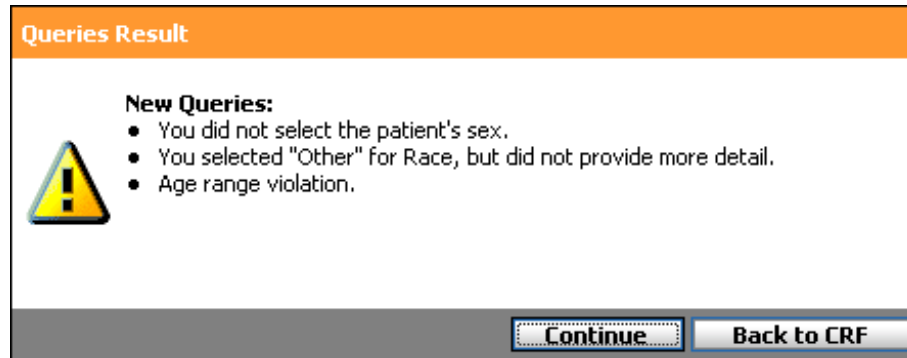 Queries Result
New Queries:
• You did not select the patient's sex.
• You selected "Other" for Race, but did not provide more detail.
• Age range violation.
Continue Back to CRF